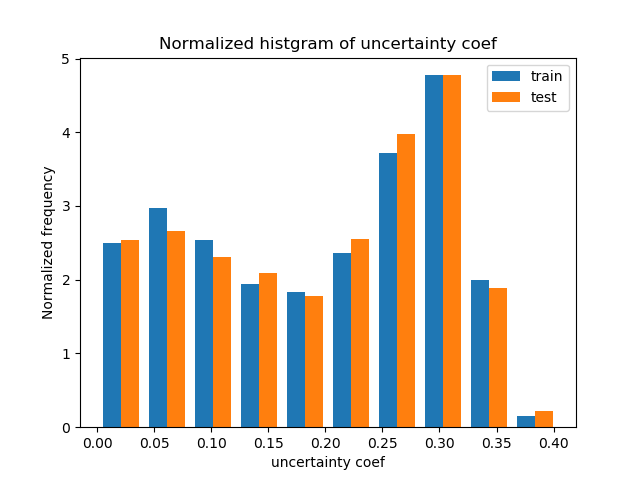 Normalized histgram of uncertainty coef
train
test
Normalized frequency
5
4
3
2
1
0
0.00 0.05 0.10 0.15 0.20 0.25 0.30 0.35 0.40
uncertainty coef